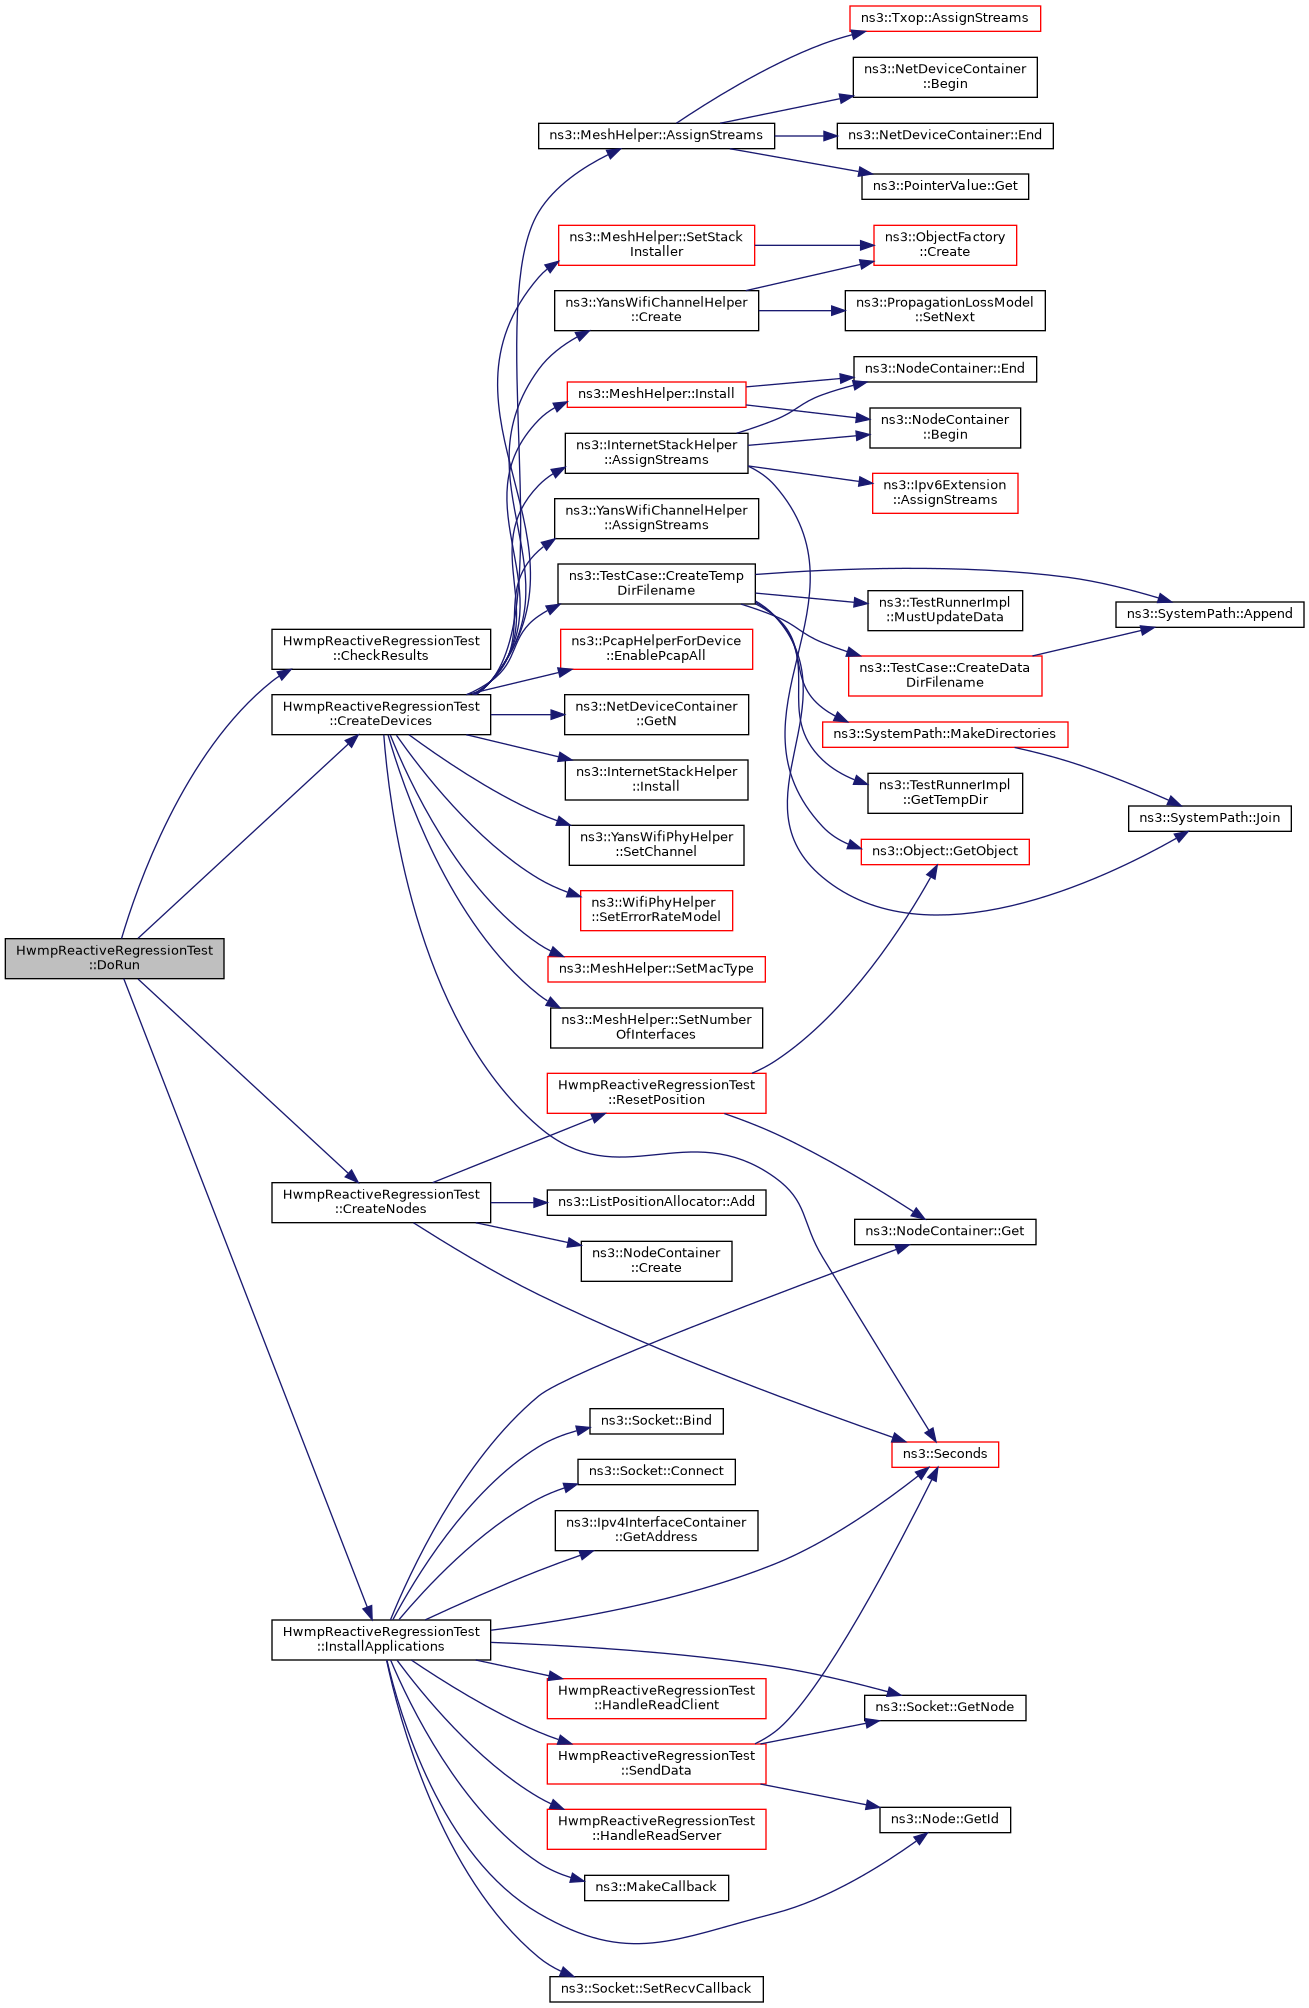 ns3::Txop::AssignStreams
ns3::NetDeviceContainer
::Begin
ns3::MeshHelper::AssignStreams
ns3::NetDeviceContainer::End
ns3::PointerValue::Get
ns3::MeshHelper::SetStack
Installer
ns3::ObjectFactory
::Create
ns3::YansWifiChannelHelper
::Create
ns3::PropagationLossModel
::SetNext
ns3::NodeContainer::End
ns3::MeshHelper::Install
ns3::NodeContainer
::Begin
ns3::InternetStackHelper
::AssignStreams
ns3::Ipv6Extension
::AssignStreams
ns3::YansWifiChannelHelper
::AssignStreams
ns3::TestCase::CreateTemp
DirFilename
ns3::TestRunnerImpl
::MustUpdateData
ns3::SystemPath::Append
HwmpReactiveRegressionTest
::CheckResults
ns3::PcapHelperForDevice
::EnablePcapAll
ns3::TestCase::CreateData
DirFilename
HwmpReactiveRegressionTest
::CreateDevices
ns3::NetDeviceContainer
::GetN
ns3::SystemPath::MakeDirectories
ns3::InternetStackHelper
::Install
ns3::TestRunnerImpl
::GetTempDir
ns3::SystemPath::Join
ns3::YansWifiPhyHelper
::SetChannel
ns3::Object::GetObject
ns3::WifiPhyHelper
::SetErrorRateModel
HwmpReactiveRegressionTest
::DoRun
ns3::MeshHelper::SetMacType
ns3::MeshHelper::SetNumber
OfInterfaces
HwmpReactiveRegressionTest
::ResetPosition
HwmpReactiveRegressionTest
::CreateNodes
ns3::ListPositionAllocator::Add
ns3::NodeContainer::Get
ns3::NodeContainer
::Create
ns3::Socket::Bind
ns3::Seconds
ns3::Socket::Connect
ns3::Ipv4InterfaceContainer
::GetAddress
HwmpReactiveRegressionTest
::InstallApplications
HwmpReactiveRegressionTest
::HandleReadClient
ns3::Socket::GetNode
HwmpReactiveRegressionTest
::SendData
ns3::Node::GetId
HwmpReactiveRegressionTest
::HandleReadServer
ns3::MakeCallback
ns3::Socket::SetRecvCallback